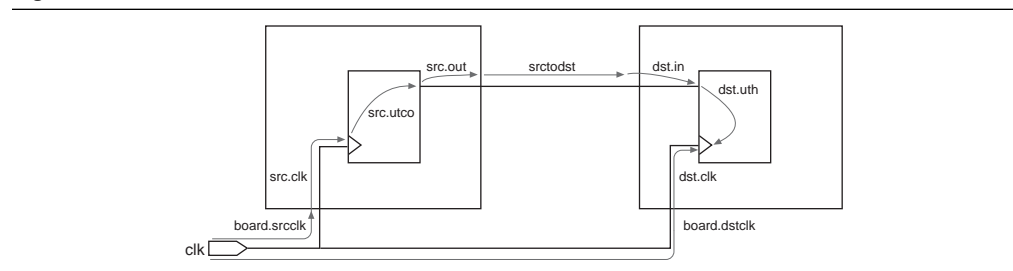 src.out
srctodst
dst.in
dst.uth
src.utco
src.clk
dst.clk
board.srcclk
board.dstclk
clk